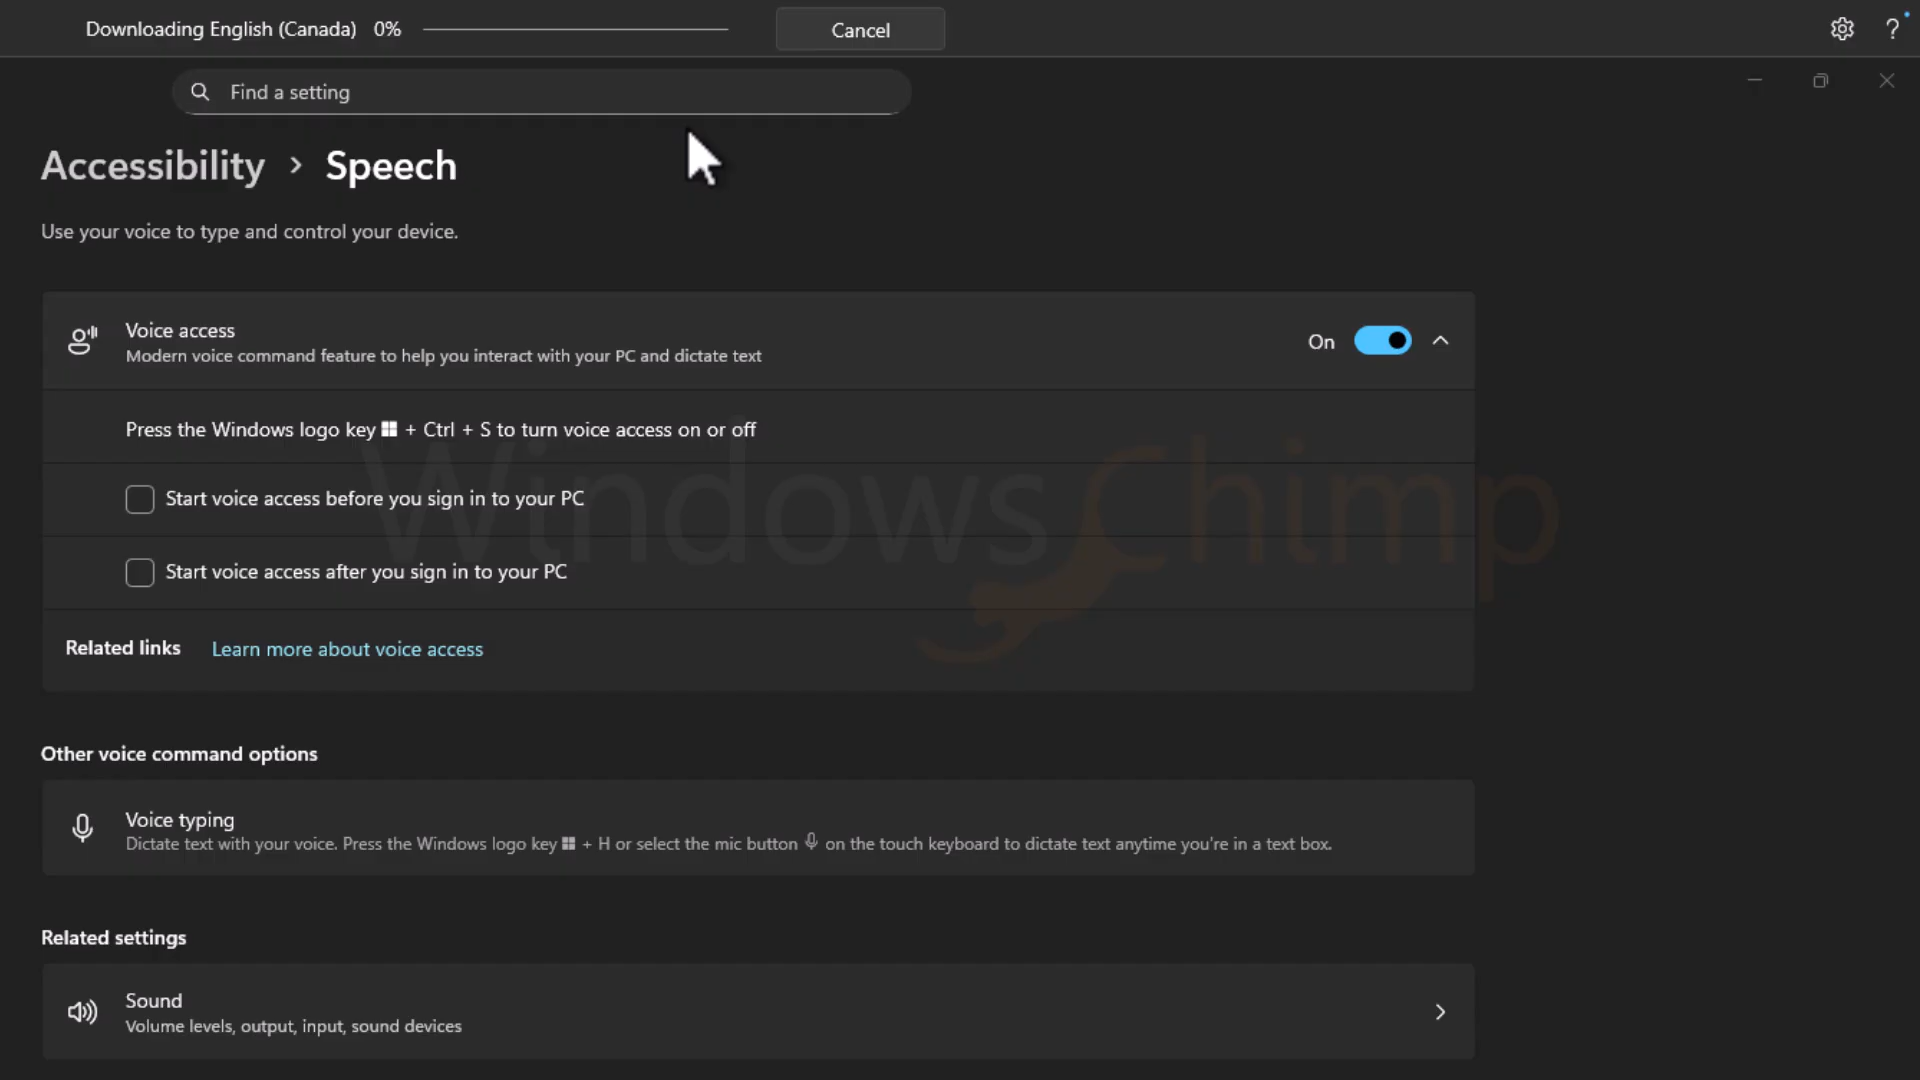 Downloading English (Canada) 0%
Cancel
?
Find a setting
Accessibility > Speech
Use your voice to type and control your device.
Voice access
Modern voice command feature to help you interact with your PC and dictate text
On
Press the Windows logo key + Ctrl + S to turn voice access on or off
Start voice access before you sign in to your PC
Start voice access after you sign in to your PC
WindowsChimp
Related links Learn more about voice access
Other voice command options
Voice typing
Dictate text with your voice. Press the Windows logo key + H or select the mic button on the touch keyboard to dictate text anytime you're in a text box.
Related settings
Sound
Volume levels, output, input, sound devices